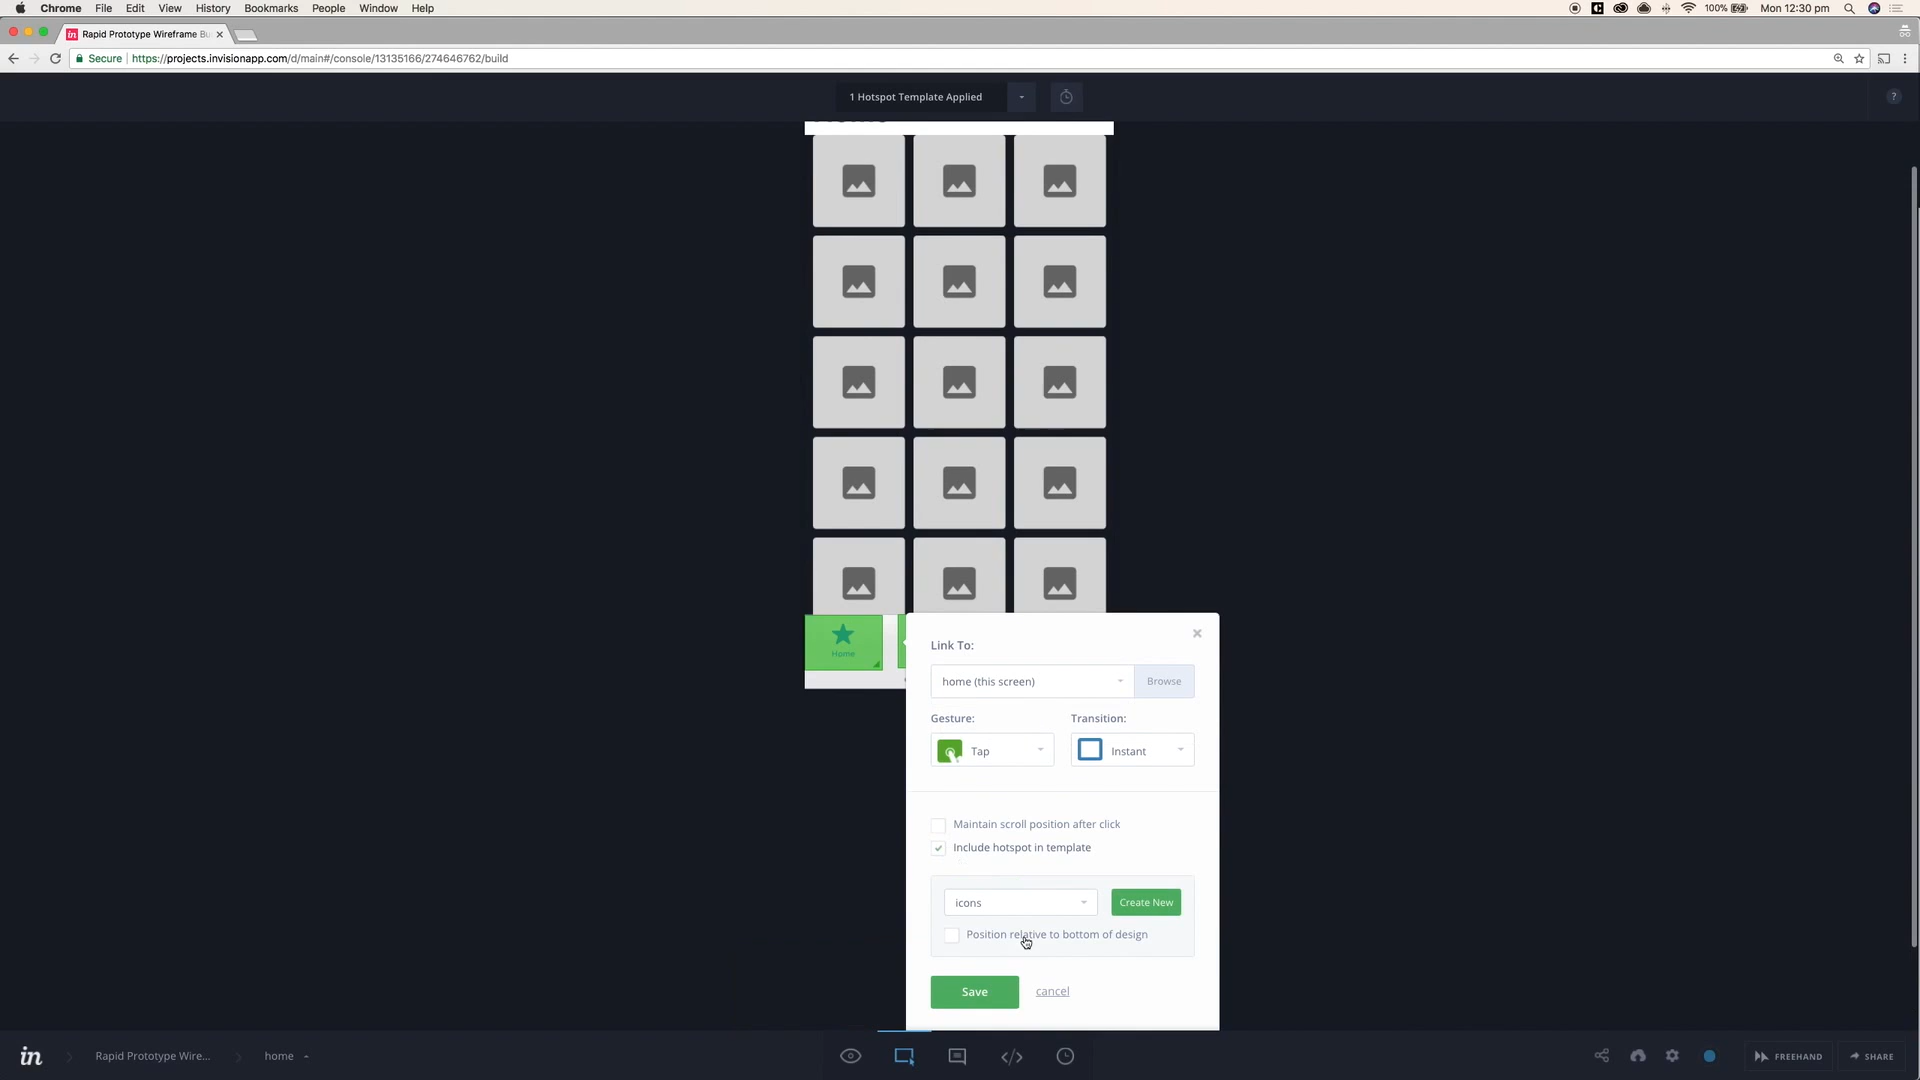 Chrome File Edit View History Bookmarks People Window Help 100% Mon 12:30 pm
Rapid Prototype Wireframe Bu
Secure https://projects.invisionapp.com/d/main#/console/13135166/274646762/build
1 Hotspot Template Applied
?
Home
Link To:
home (this screen) Browse
Gesture: Transition:
Tap Instant
Maintain scroll position after click
Include hotspot in template
icons Create New
Position relative to bottom of design
Save cancel
in Rapid Prototype Wire... home FREEHAND SHARE